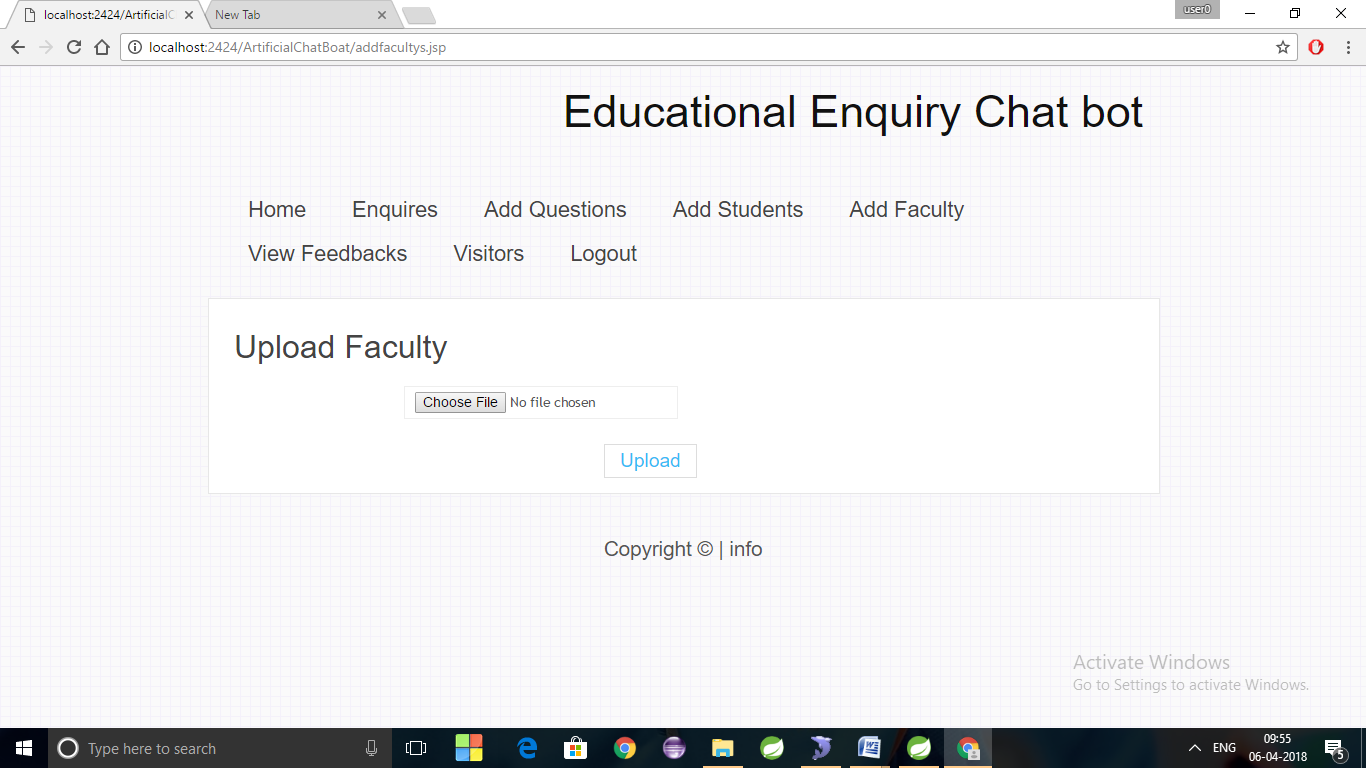 localhost:2424/ArtificialC
New Tab
user0
localhost:2424/ArtificialChatBoat/addfacultys.jsp
Educational Enquiry Chat bot
Home Enquires Add Questions Add Students Add Faculty
View Feedbacks Visitors Logout
Upload Faculty
Choose File No file chosen
Upload
Copyright © | info
Activate Windows
Go to Settings to activate Windows.
Type here to search
ENG
09:55
06-04-2018
5